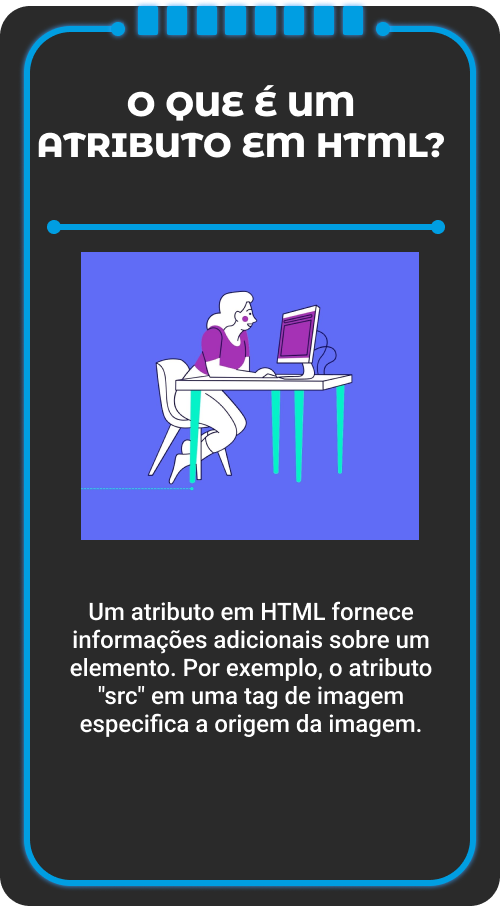 O QUE É UM
ATRIBUTO EM HTML?
Um atributo em HTML fornece
informações adicionais sobre um
elemento. Por exemplo, o atributo
"src" em uma tag de imagem
especifica a origem da imagem.